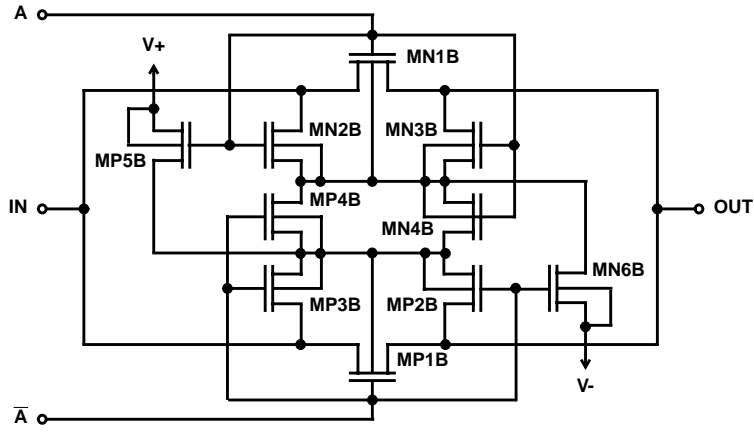 A
V+
MN1B
MN2B
MN3B
MP5B
MP4B
IN
OUT
MN4B
MN6B
MP3B
MP2B
MP1B
V-
A̅